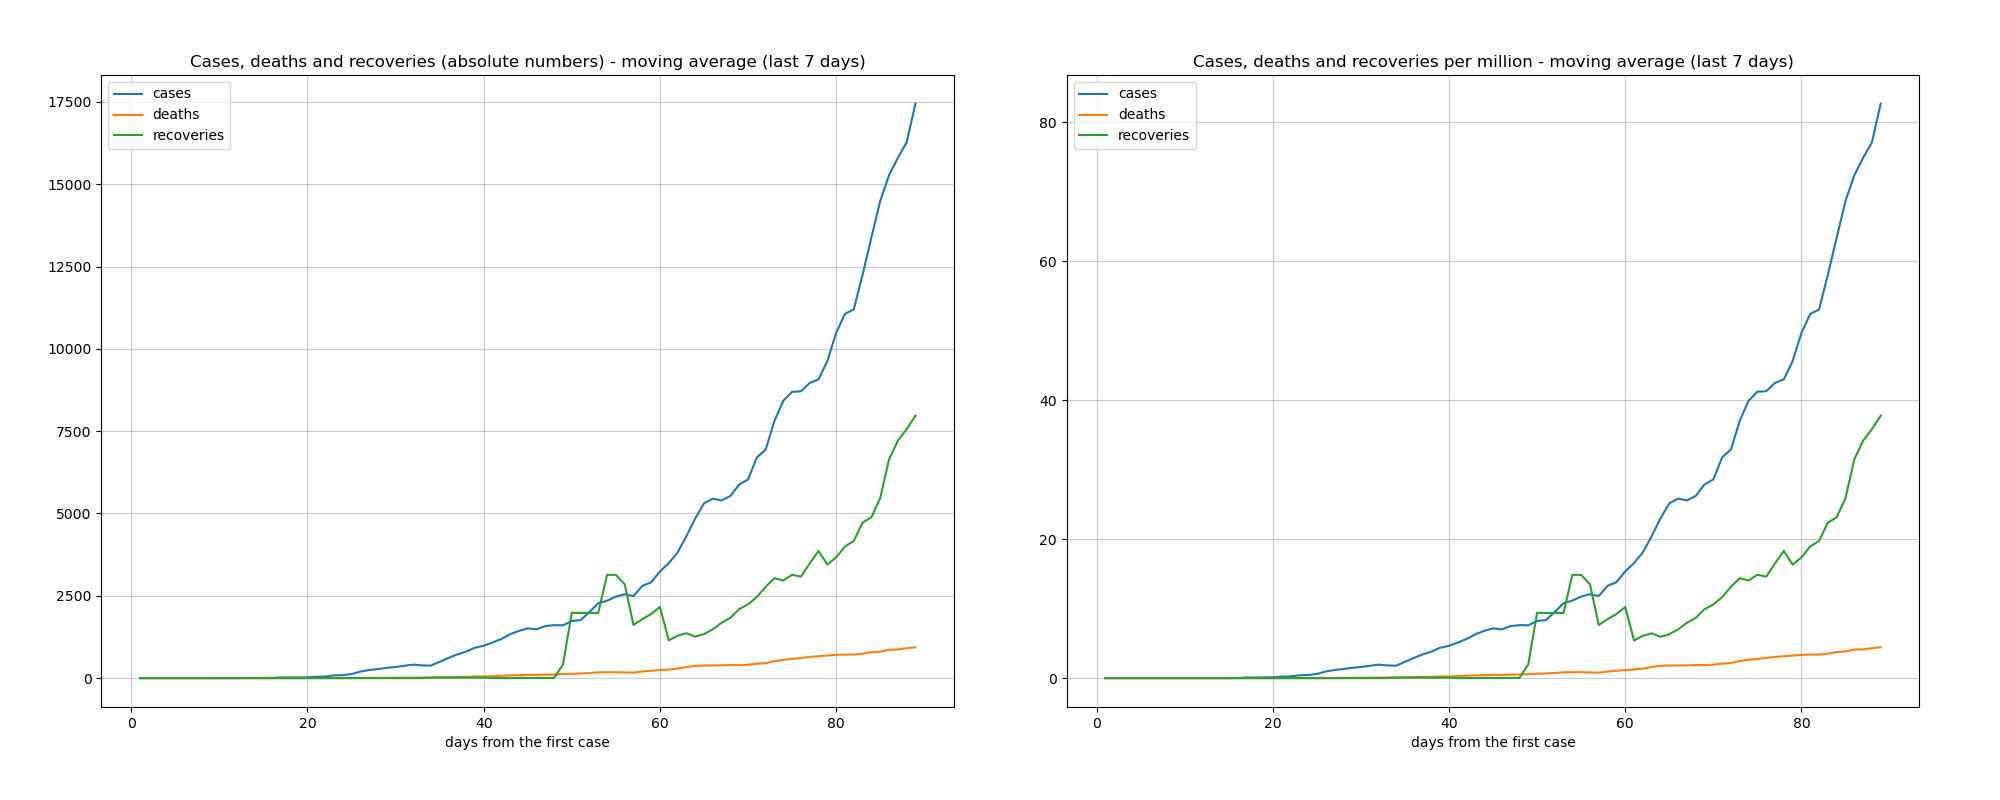 Cases, deaths and recoveries (absolute numbers) - moving average (last 7 days)
cases
deaths
recoveries
17500
15000
12500
10000
7500
5000
2500
0
0 20 40 60 80
days from the first case
Cases, deaths and recoveries per million - moving average (last 7 days)
cases
deaths
recoveries
80
60
40
20
0
0 20 40 60 80
days from the first case